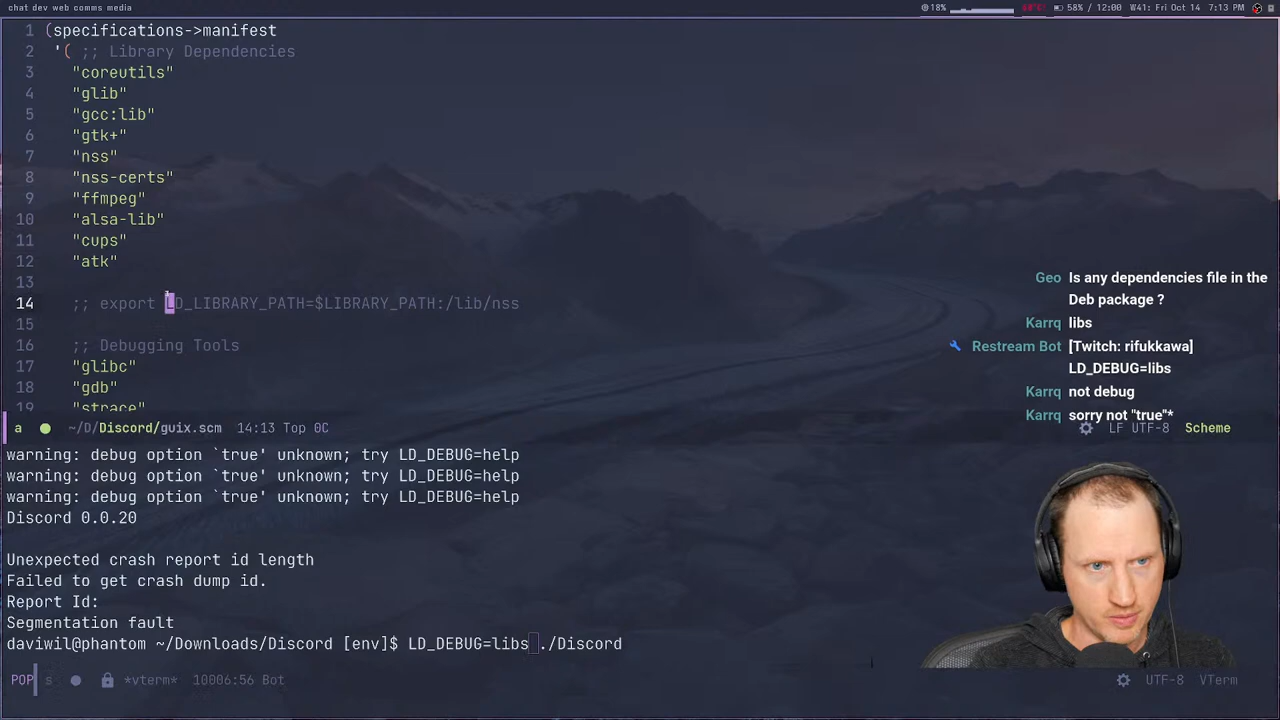 chat dev web comms media
18%
58% / 12:00
W41: Fri Oct 14
7:13 PM
1 (specifications->manifest
2 '( ;; Library Dependencies
3 "coreutils"
4 "glib"
5 "gcc:lib"
6 "gtk+"
7 "nss"
8 "nss-certs"
9 "ffmpeg"
10 "alsa-lib"
11 "cups"
12 "atk"
13
14 ;; export LD_LIBRARY_PATH=$LIBRARY_PATH:/lib/nss
15
16 ;; Debugging Tools
17 "glibc"
18 "gdb"
19 "strace"
Geo Is any dependencies file in the
Deb package ?
Karrq libs
Restream Bot [Twitch: rifukkawa]
LD_DEBUG=libs
Karrq not debug
Karrq sorry not "true"*
a ~/D/Discord/guix.scm 14:13 Top 0C LF UTF-8 Scheme
warning: debug option `true' unknown; try LD_DEBUG=help
warning: debug option `true' unknown; try LD_DEBUG=help
warning: debug option `true' unknown; try LD_DEBUG=help
Discord 0.0.20
Unexpected crash report id length
Failed to get crash dump id.
Report Id:
Segmentation fault
daviwil@phantom ~/Downloads/Discord [env]$ LD_DEBUG=libs ./Discord
POP s *vterm* 10006:56 Bot UTF-8 VTerm